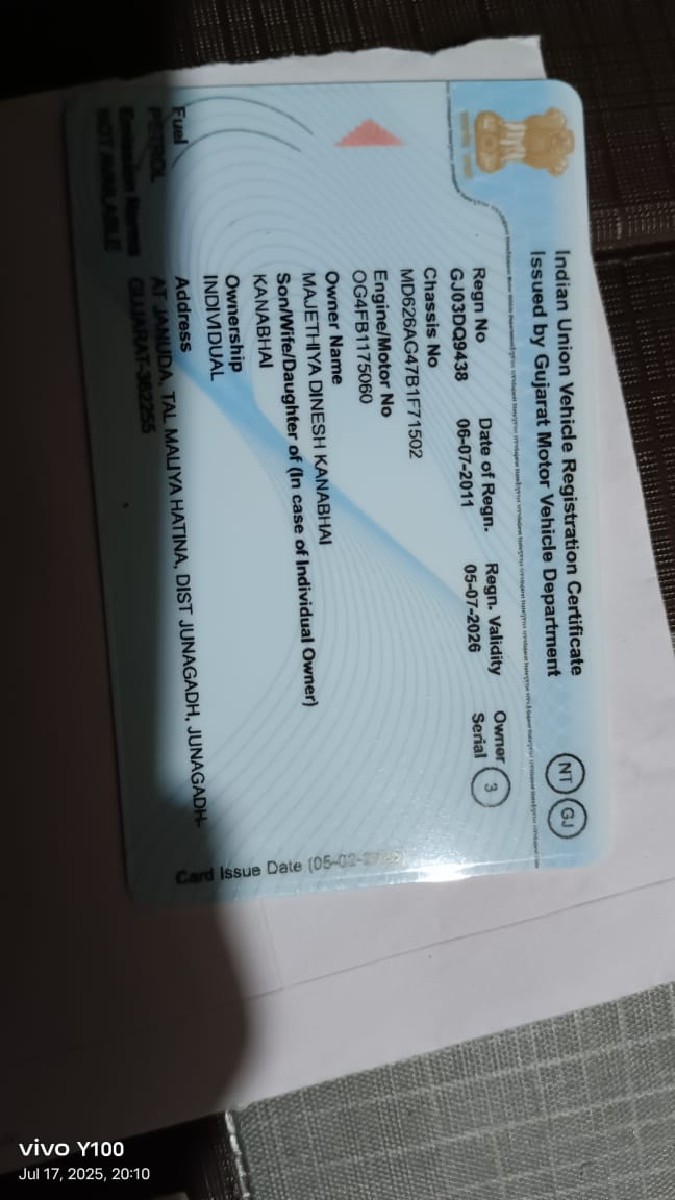 Indian Union Vehicle Registration Certificate
Issued by Gujarat Motor Vehicle Department
NT GJ
Regn No Date of Regn. Regn. Validity Owner Serial 3
GJ03DQ9438 06-07-2011 05-07-2026
Chassis No
MD626AG47B1F71502
Engine/Motor No
OG4FB1175060
Owner Name
MAJETHIYA DINESH KANABHAI
Son/Wife/Daughter of (In case of Individual Owner)
KANABHAI
Ownership
INDIVIDUAL
Fuel
PETROL
Emission Norms
NOT AVAILABLE
Address
AT JANUDA, TAL MALIYA HATINA, DIST JUNAGADH, JUNAGADH-
GUJARAT-362255
Card Issue Date (05-02-
vivo Y100
Jul 17, 2025, 20:10